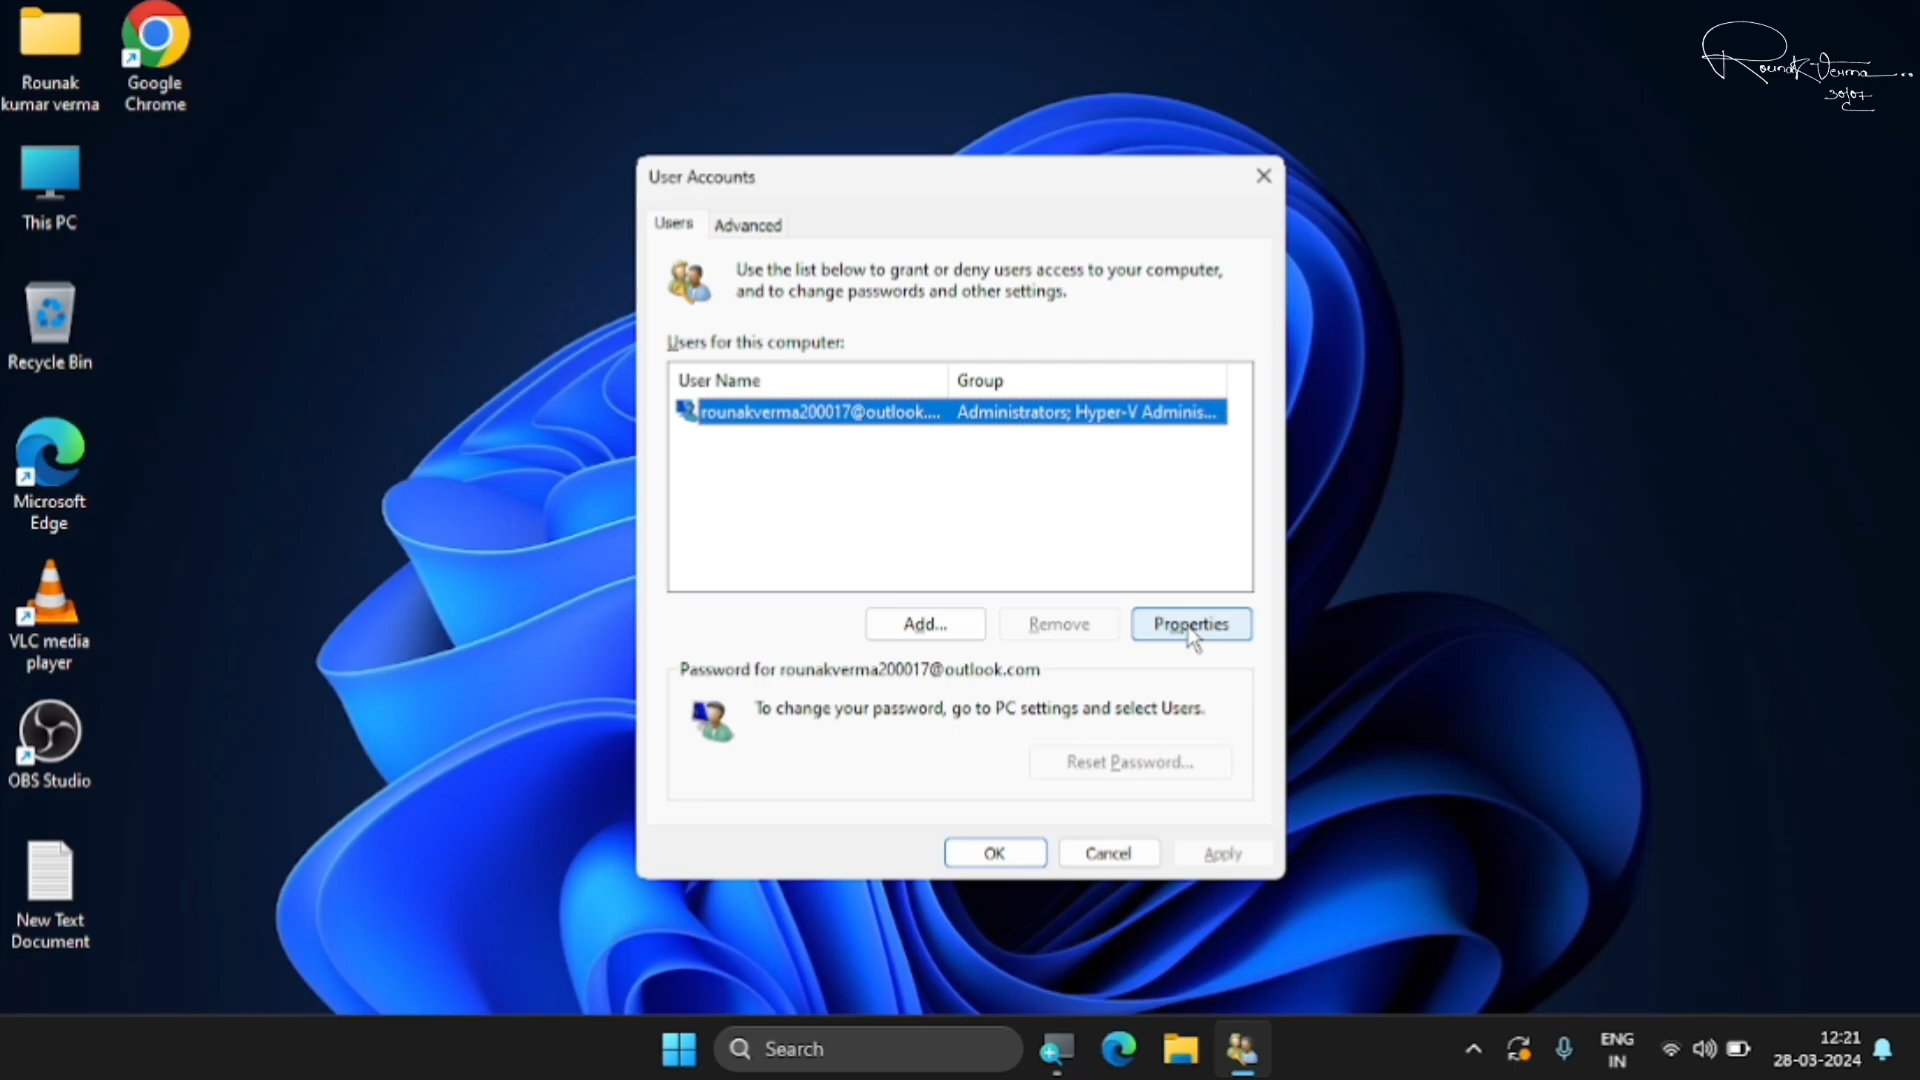 Rounak
kumar verma
Google
Chrome
This PC
Recycle Bin
Microsoft
Edge
VLC media
player
OBS Studio
New Text
Document
Rounak Verma
30/07
User Accounts
Users
Advanced
Use the list below to grant or deny users access to your computer,
and to change passwords and other settings.
Users for this computer:
User Name
Group
rounakverma200017@outlook....
Administrators; Hyper-V Adminis...
Add...
Remove
Properties
Password for rounakverma200017@outlook.com
To change your password, go to PC settings and select Users.
Reset Password...
OK
Cancel
Apply
Search
ENG
IN
12:21
28-03-2024